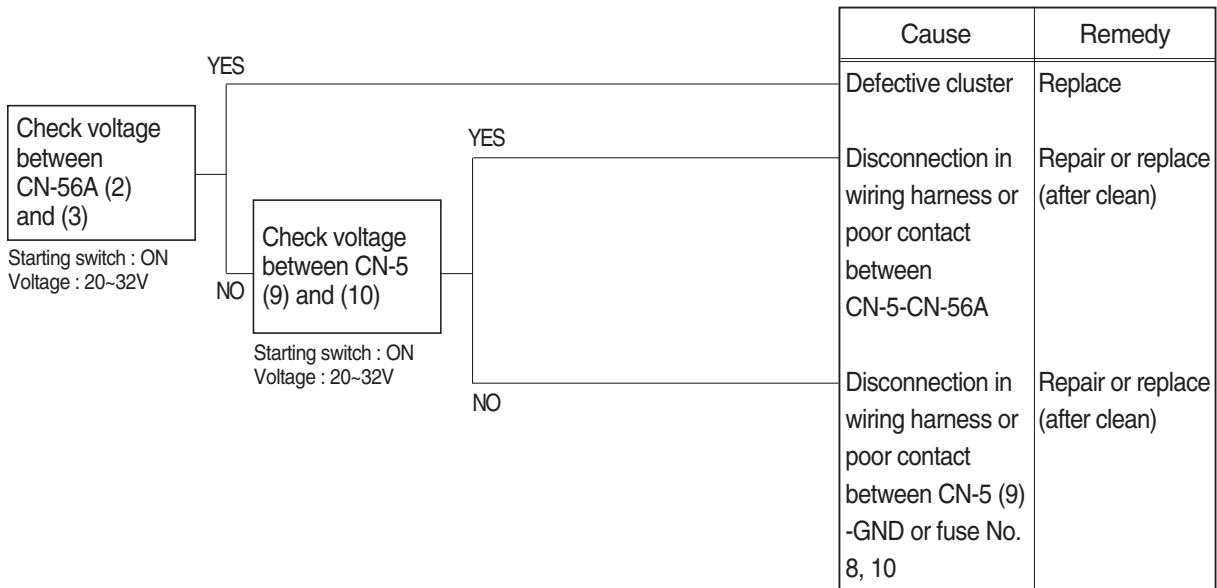 Cause
Remedy
YES
Defective cluster
Replace
Check voltage
between
CN-56A (2)
and (3)
Starting switch : ON
Voltage : 20~32V
YES
Disconnection in
wiring harness or
poor contact
between
CN-5-CN-56A
Repair or replace
(after clean)
NO
Check voltage
between CN-5
(9) and (10)
Starting switch : ON
Voltage : 20~32V
NO
Disconnection in
wiring harness or
poor contact
between CN-5 (9)
-GND or fuse No.
8, 10
Repair or replace
(after clean)